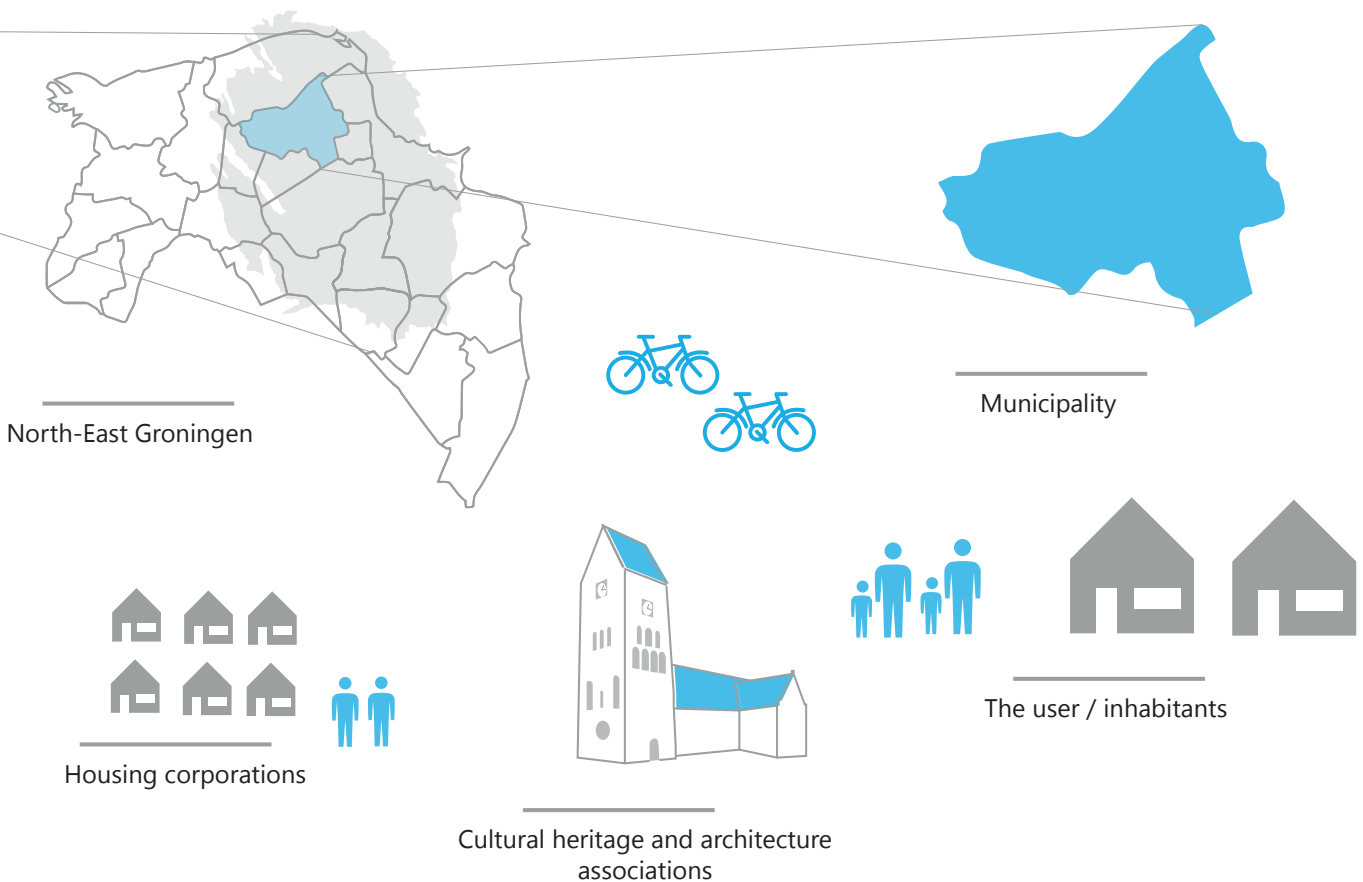 North-East Groningen
Municipality
Housing corporations
The user / inhabitants
Cultural heritage and architecture
associations